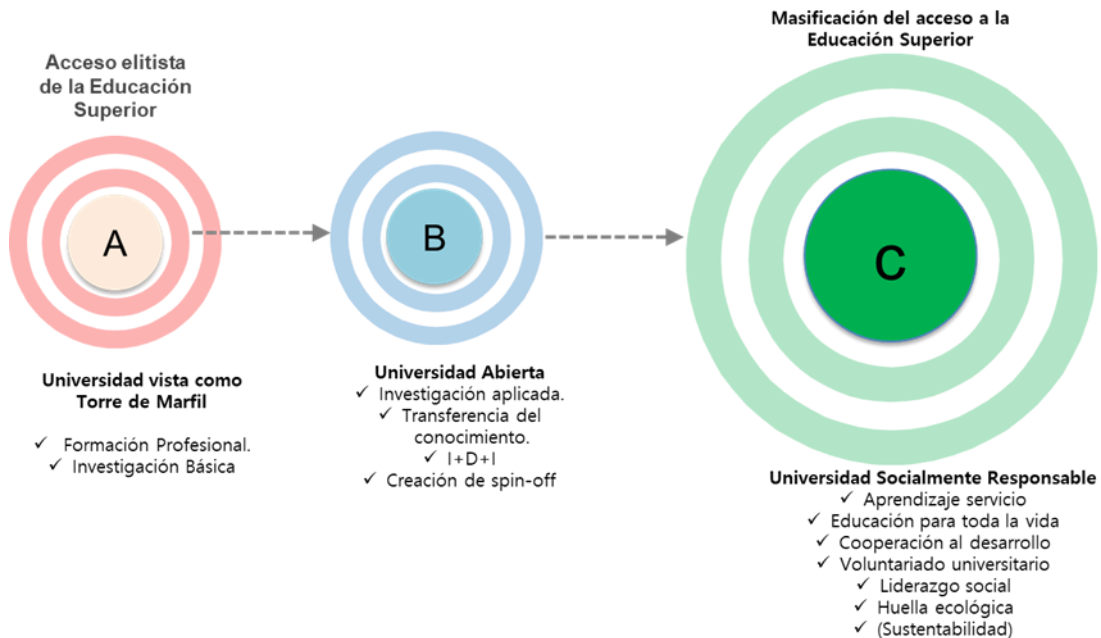 Acceso elitista
de la Educación
Superior
A
Universidad vista como
Torre de Marfil
✓ Formación Profesional.
✓ Investigación Básica
B
Universidad Abierta
✓ Investigación aplicada.
✓ Transferencia del
conocimiento.
✓ I+D+I
✓ Creación de spin-off
Masificación del acceso a la
Educación Superior
C
Universidad Socialmente Responsable
✓ Aprendizaje servicio
✓ Educación para toda la vida
✓ Cooperación al desarrollo
✓ Voluntariado universitario
✓ Liderazgo social
✓ Huella ecológica
✓ (Sustentabilidad)